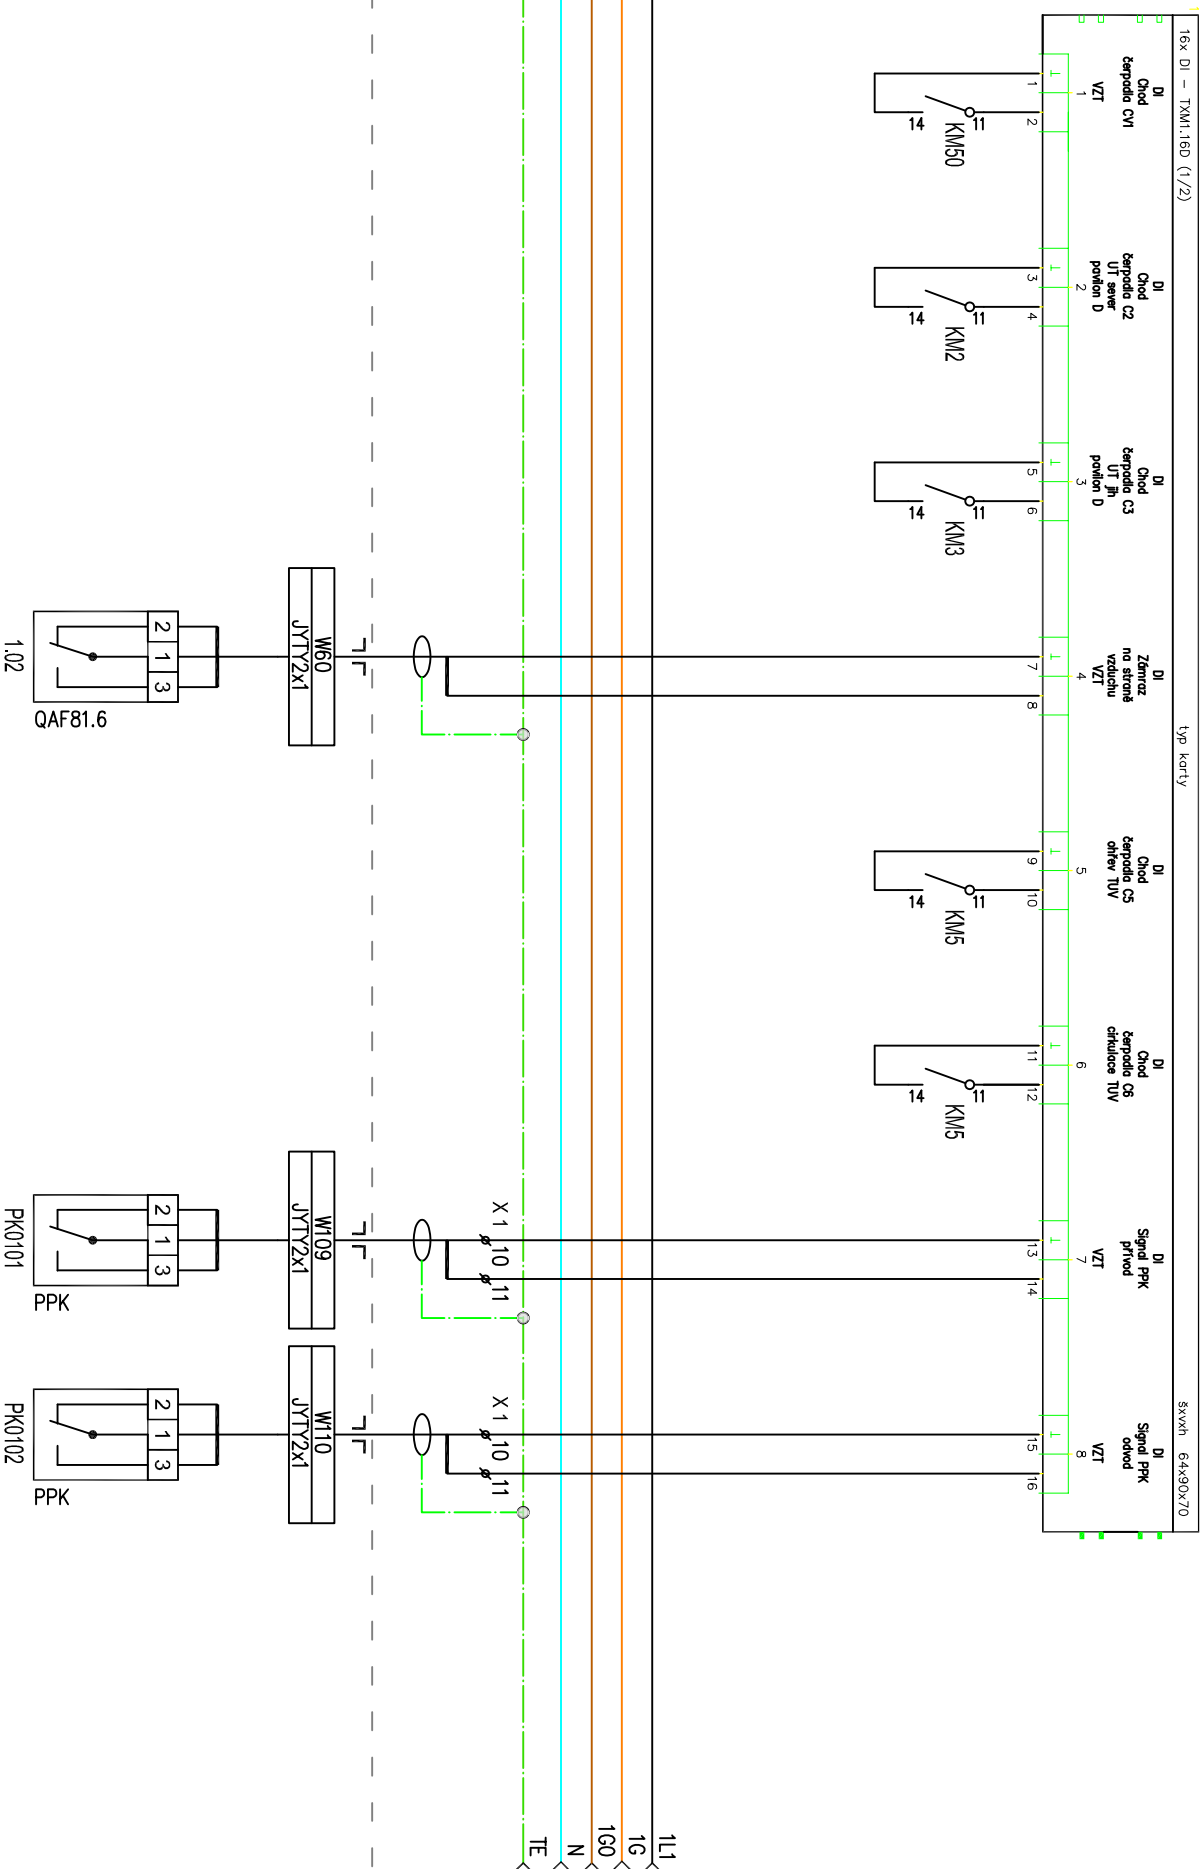 16x DI - TXM1.16D (1/2)
typ karty
šxvxh 64x90x70
DI
Chod
čerpadla CV1
VZT
1
1
2
11
14
KM50
DI
Chod
čerpadla C2
UT sever
pavilon D
2
3
4
11
14
KM2
DI
Chod
čerpadla C3
UT jih
pavilon D
3
5
6
11
14
KM3
DI
Zámraz
na straně
vzduchu
VZT
4
7
8
W60
JYTY2x1
2
1
3
QAF81.6
1.02
DI
Chod
čerpadla C5
ohřev TUV
5
9
10
11
14
KM5
DI
Chod
čerpadla C6
cirkulace TUV
6
11
12
11
14
KM5
DI
Signal PPK
přívod
VZT
7
13
14
X1
10
11
W109
JYTY2x1
2
1
3
PPK
PK0101
DI
Signal PPK
odvod
VZT
8
15
16
X1
10
11
W110
JYTY2x1
2
1
3
PPK
PK0102
1L1
1G
1G0
N
TE